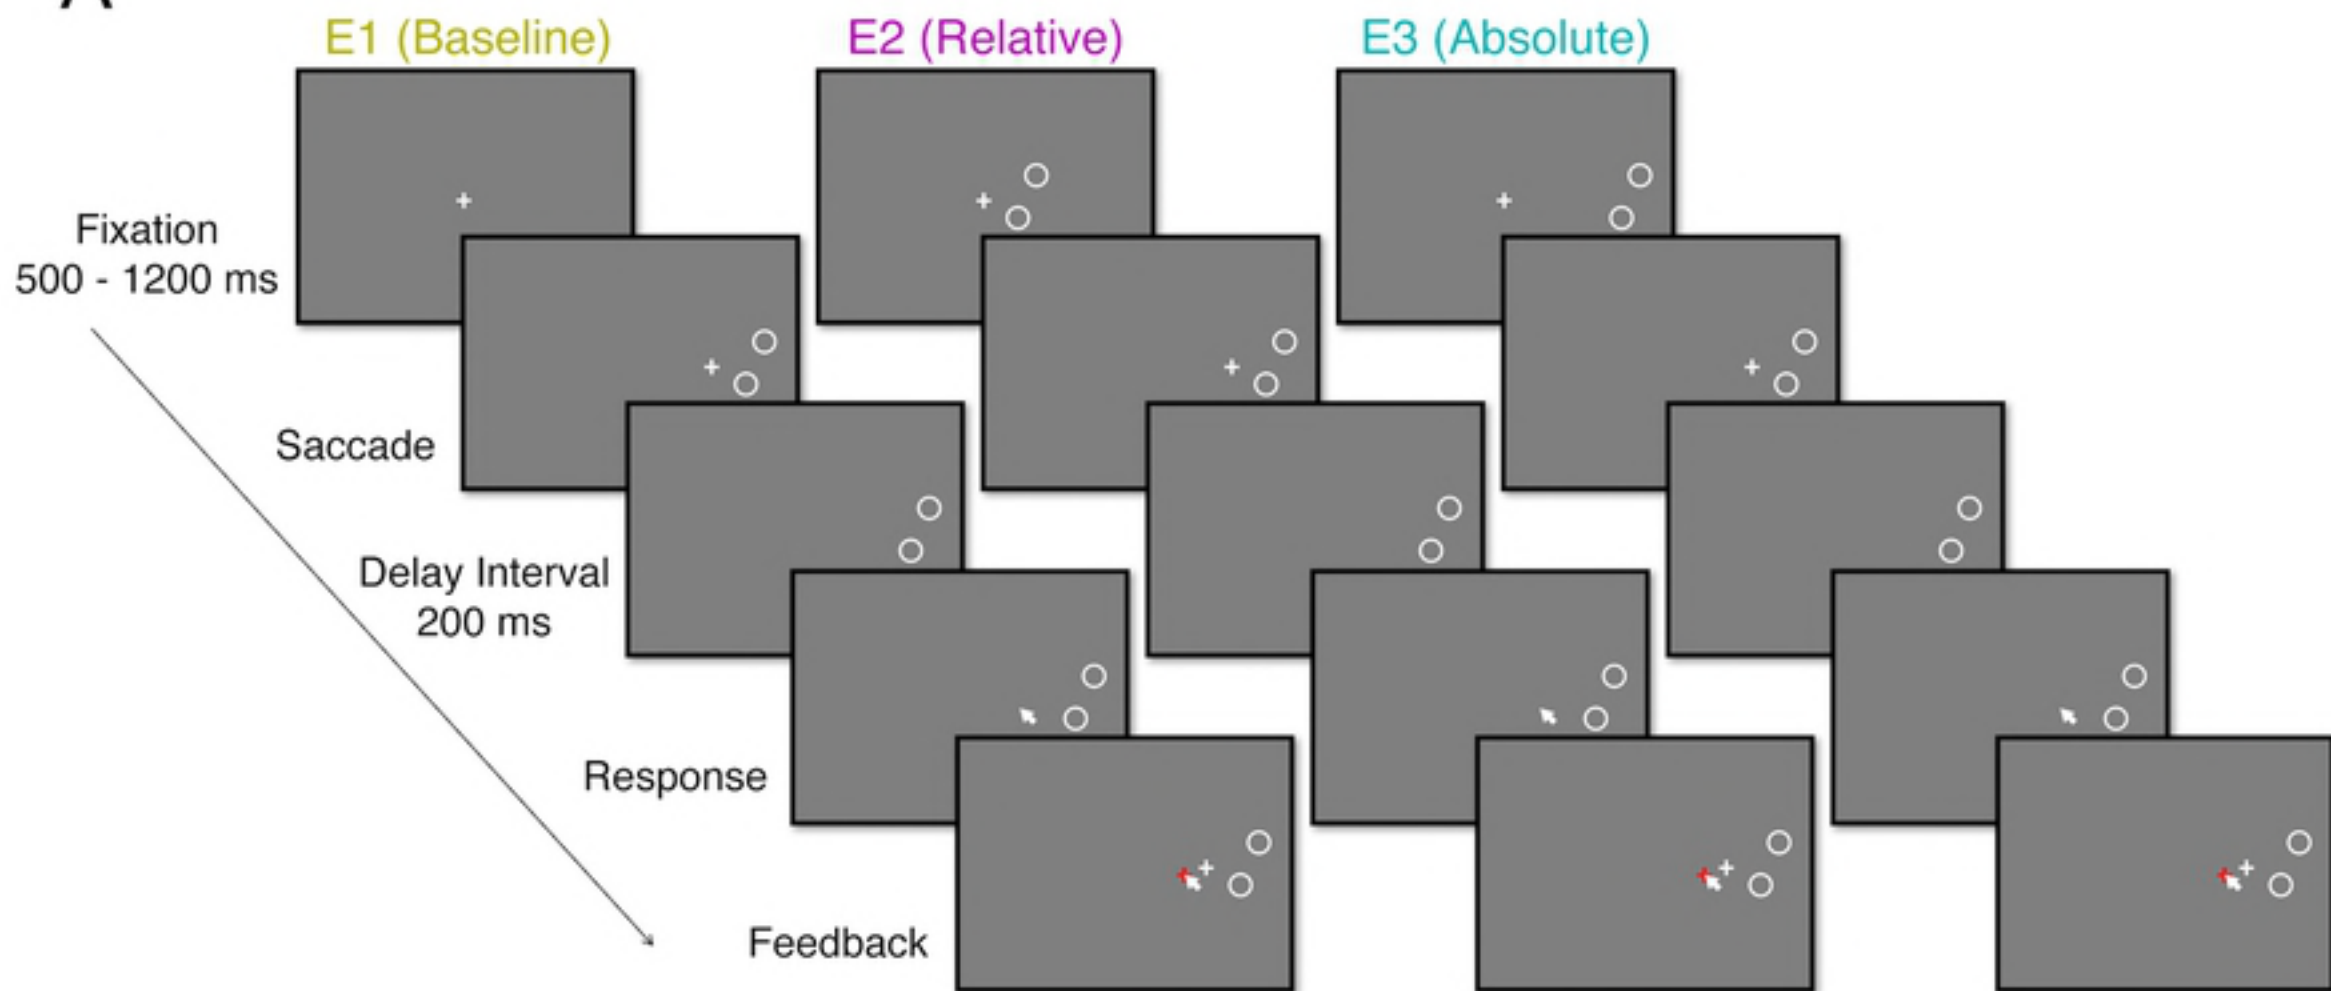 E1 (Baseline)
E2 (Relative)
E3 (Absolute)
Fixation
500 - 1200 ms
Saccade
Delay Interval
200 ms
Response
Feedback